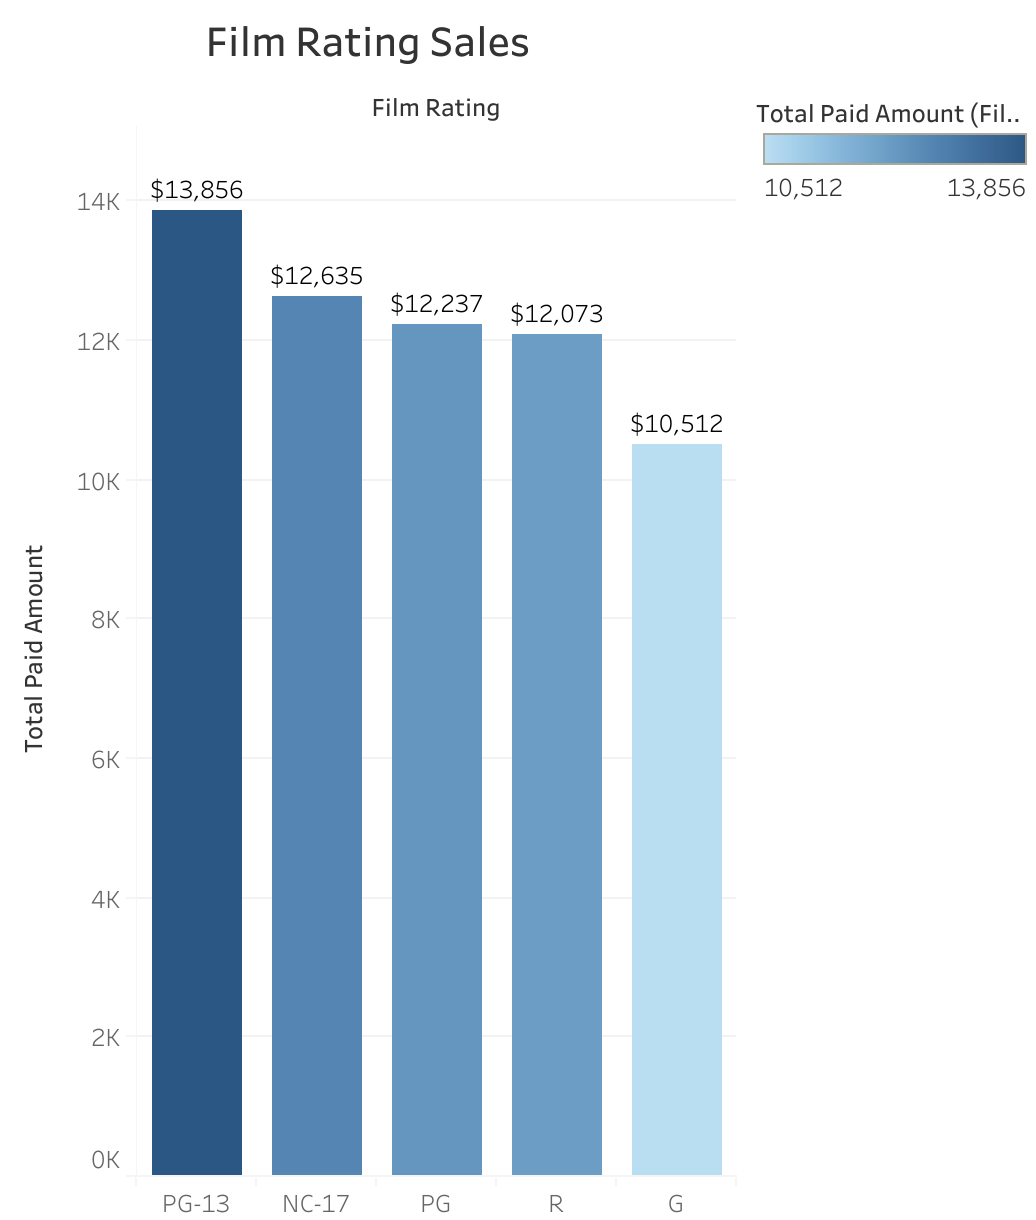 Film Rating Sales
Film Rating
Total Paid Amount (Fil..
10,512 13,856
Total Paid Amount
14K
12K
10K
8K
6K
4K
2K
0K
$13,856
$12,635
$12,237
$12,073
$10,512
PG-13 NC-17 PG R G